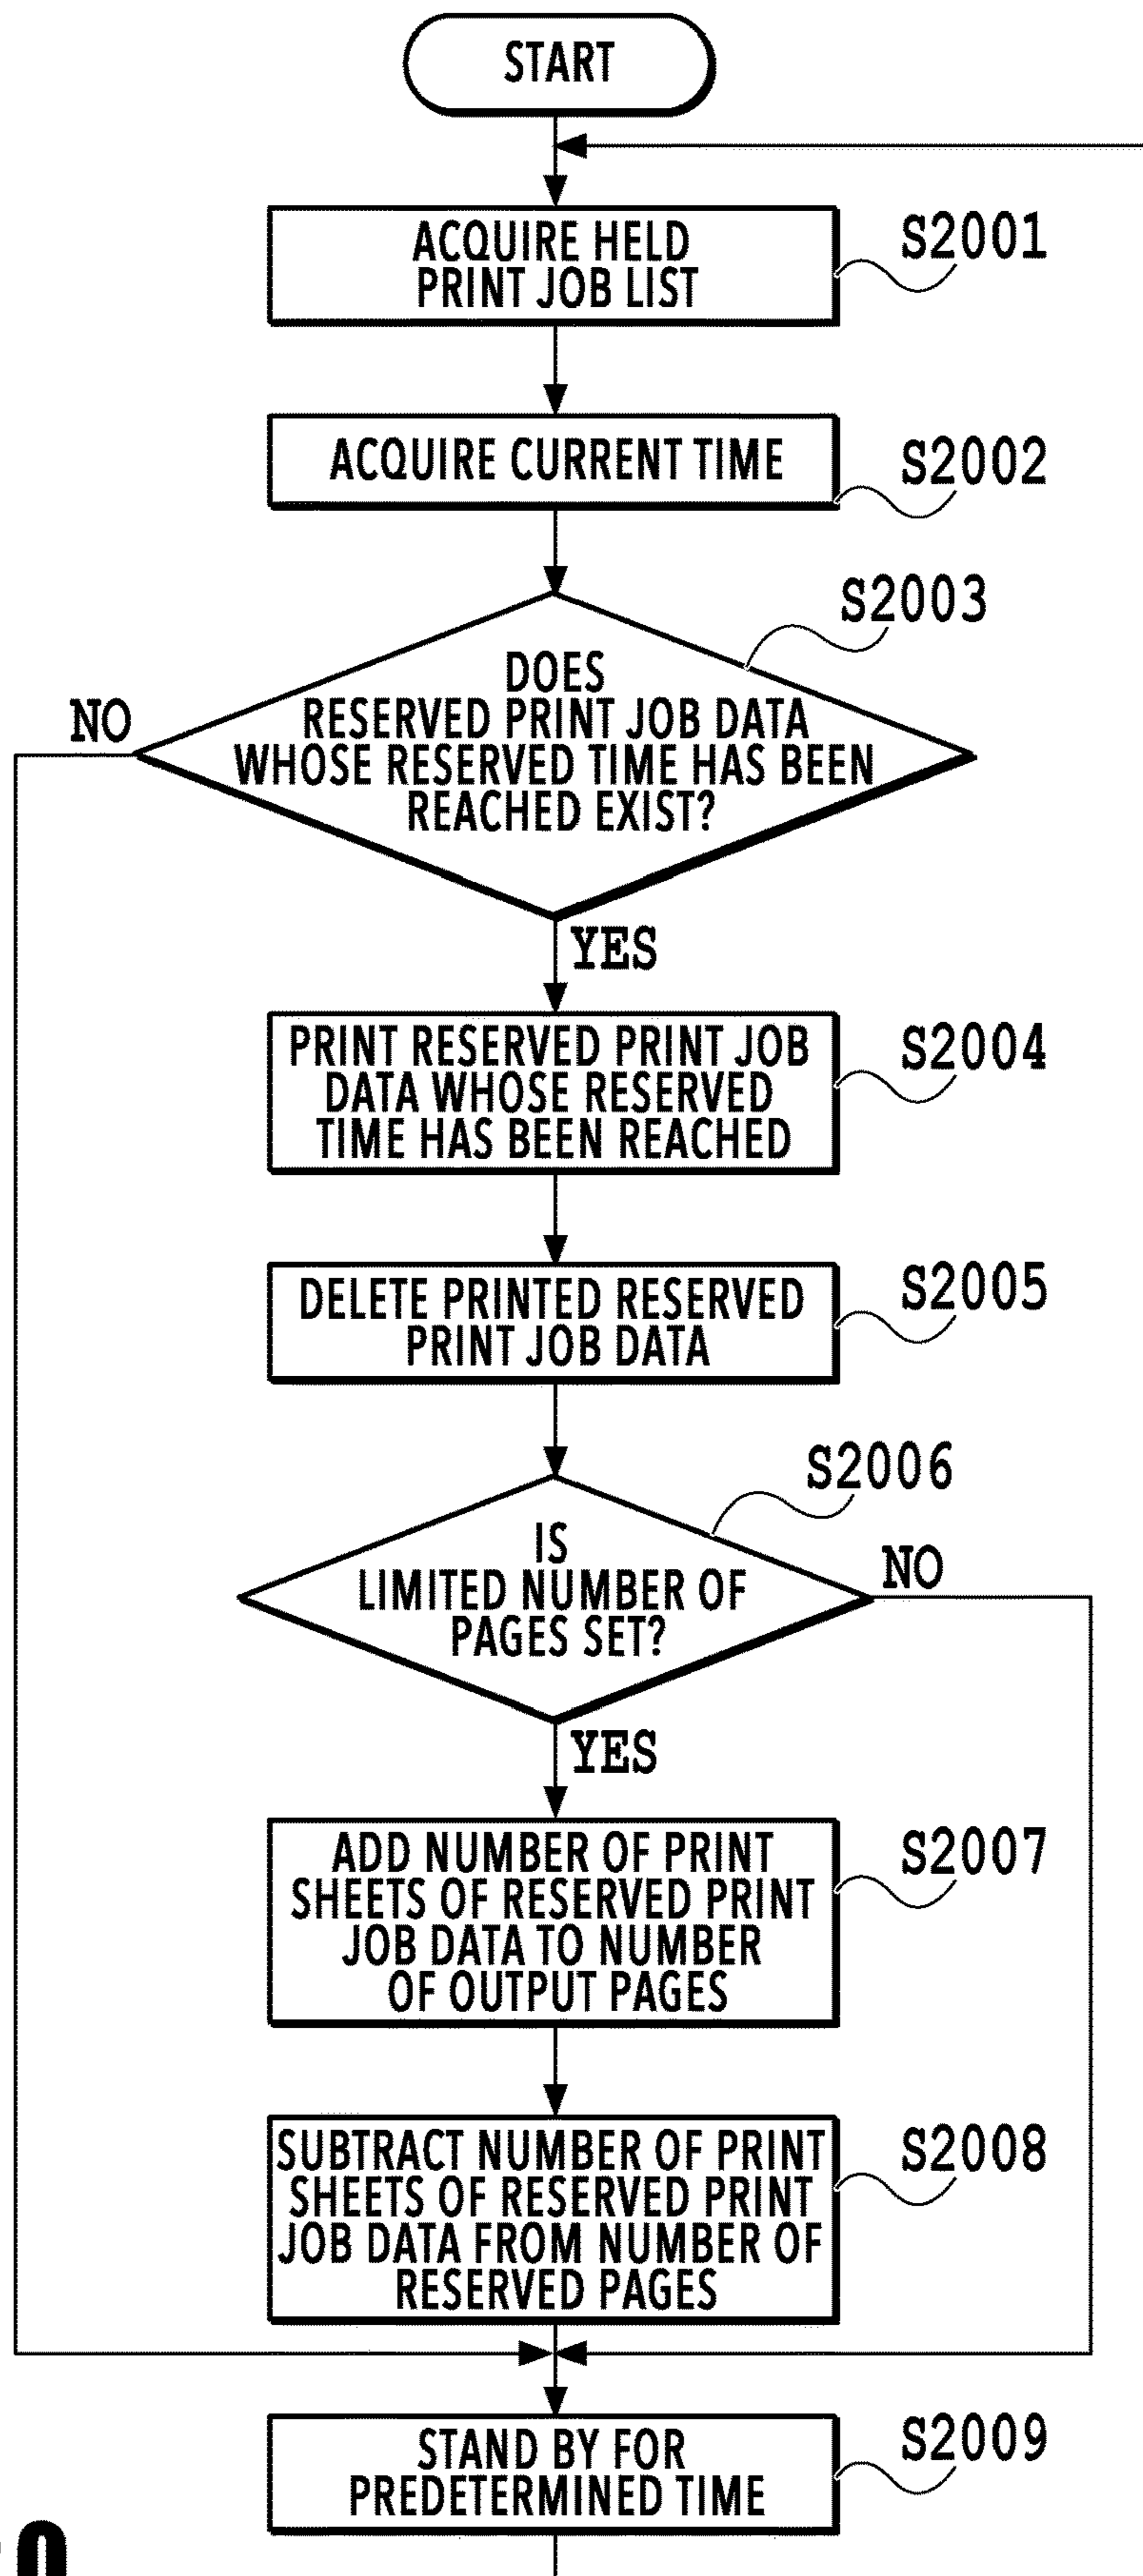 START
ACQUIRE HELD
PRINT JOB LIST
S2001
ACQUIRE CURRENT TIME
S2002
S2003
DOES
RESERVED PRINT JOB DATA
WHOSE RESERVED TIME HAS BEEN
REACHED EXIST?
NO
YES
PRINT RESERVED PRINT JOB
DATA WHOSE RESERVED
TIME HAS BEEN REACHED
S2004
DELETE PRINTED RESERVED
PRINT JOB DATA
S2005
S2006
IS
LIMITED NUMBER OF
PAGES SET?
NO
YES
ADD NUMBER OF PRINT
SHEETS OF RESERVED PRINT
JOB DATA TO NUMBER
OF OUTPUT PAGES
S2007
SUBTRACT NUMBER OF PRINT
SHEETS OF RESERVED PRINT
JOB DATA FROM NUMBER OF
RESERVED PAGES
S2008
STAND BY FOR
PREDETERMINED TIME
S2009